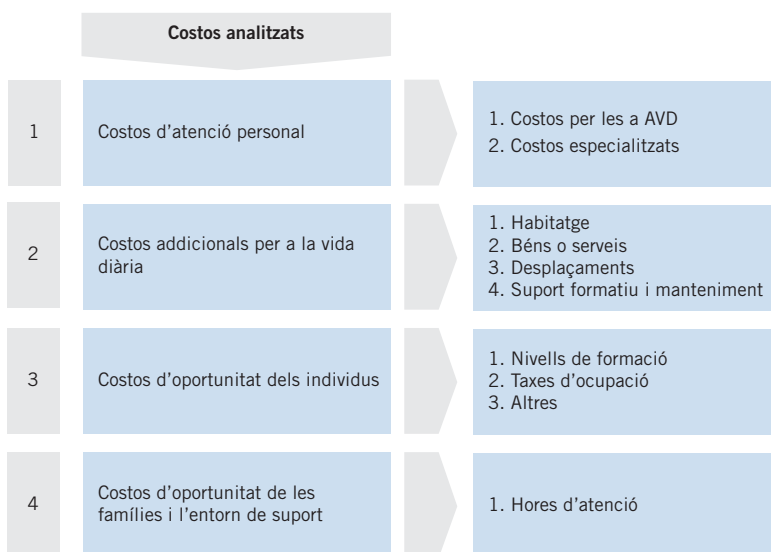 Costos analitzats
1
Costos d’atenció personal
1. Costos per les a AVD
2. Costos especialitzats
2
Costos addicionals per a la vida
diària
1. Habitatge
2. Béns o serveis
3. Desplaçaments
4. Suport formatiu i manteniment
3
Costos d’oportunitat dels individus
1. Nivells de formació
2. Taxes d’ocupació
3. Altres
4
Costos d’oportunitat de les
famílies i l’entorn de suport
1. Hores d’atenció